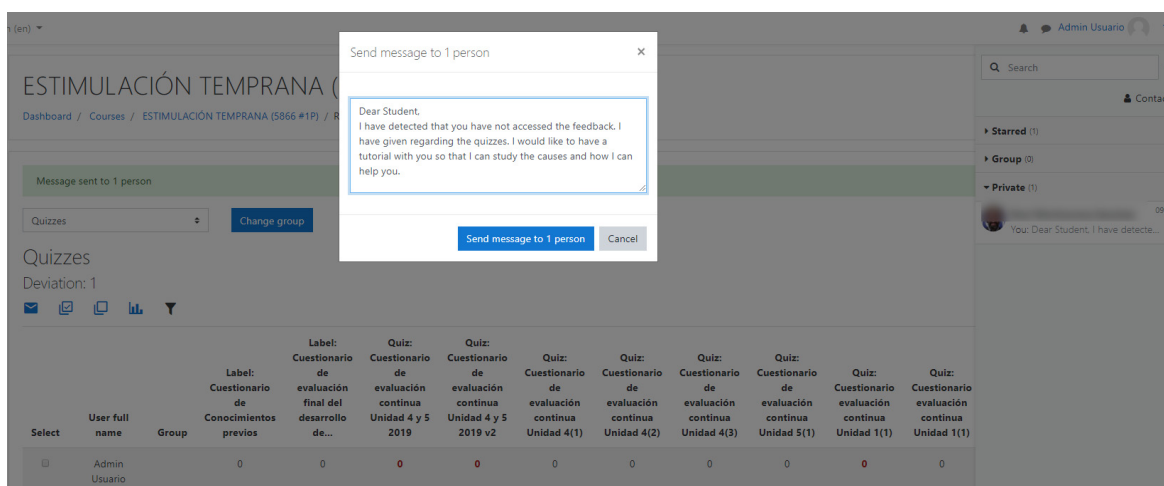 n (en)
Admin Usuario
Send message to 1 person
×
Search
ESTIMULACIÓN TEMPRANA (
Contac
Dashboard / Courses / ESTIMULACIÓN TEMPRANA (5866 #1P) / R
Dear Student,
I have detected that you have not accessed the feedback. I
have given regarding the quizzes. I would like to have a
tutorial with you so that I can study the causes and how I can
help you.
Starred (1)
Group (0)
Private (1)
Message sent to 1 person
09
You: Dear Student, I have detecte...
Quizzes
Change group
Send message to 1 person
Cancel
Quizzes
Deviation: 1
Select
User full
name
Group
Label:
Cuestionario
de
Conocimientos
previos
Label:
Cuestionario
de
evaluación
final del
desarrollo
de...
Quiz:
Cuestionario
de
evaluación
continua
Unidad 4 y 5
2019
Quiz:
Cuestionario
de
evaluación
continua
Unidad 4 y 5
2019 v2
Quiz:
Cuestionario
de
evaluación
continua
Unidad 4(1)
Quiz:
Cuestionario
de
evaluación
continua
Unidad 4(2)
Quiz:
Cuestionario
de
evaluación
continua
Unidad 4(3)
Quiz:
Cuestionario
de
evaluación
continua
Unidad 5(1)
Quiz:
Cuestionario
de
evaluación
continua
Unidad 1(1)
Quiz:
Cuestionario
de
evaluación
continua
Unidad 1(1)
Admin
Usuario
0 0 0 0 0 0 0 0 0 0